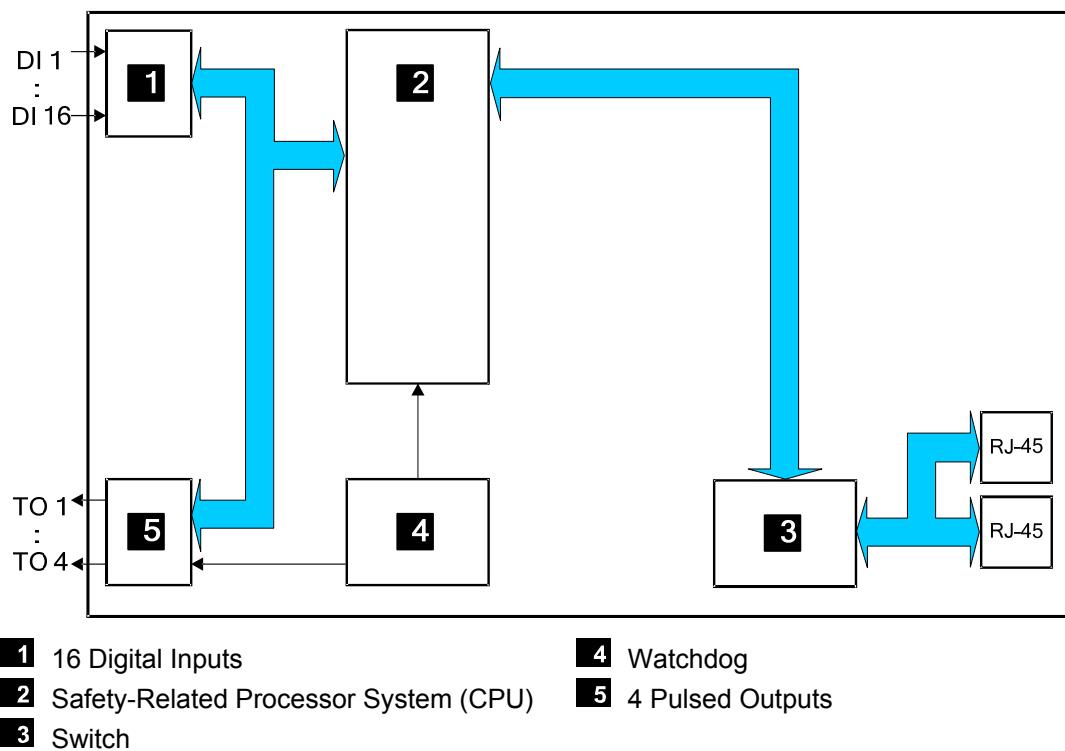 DI 1
:
DI 16
1
2
RJ-45
RJ-45
TO 1
:
TO 4
5
4
3
1 16 Digital Inputs
2 Safety-Related Processor System (CPU)
3 Switch
4 Watchdog
5 4 Pulsed Outputs